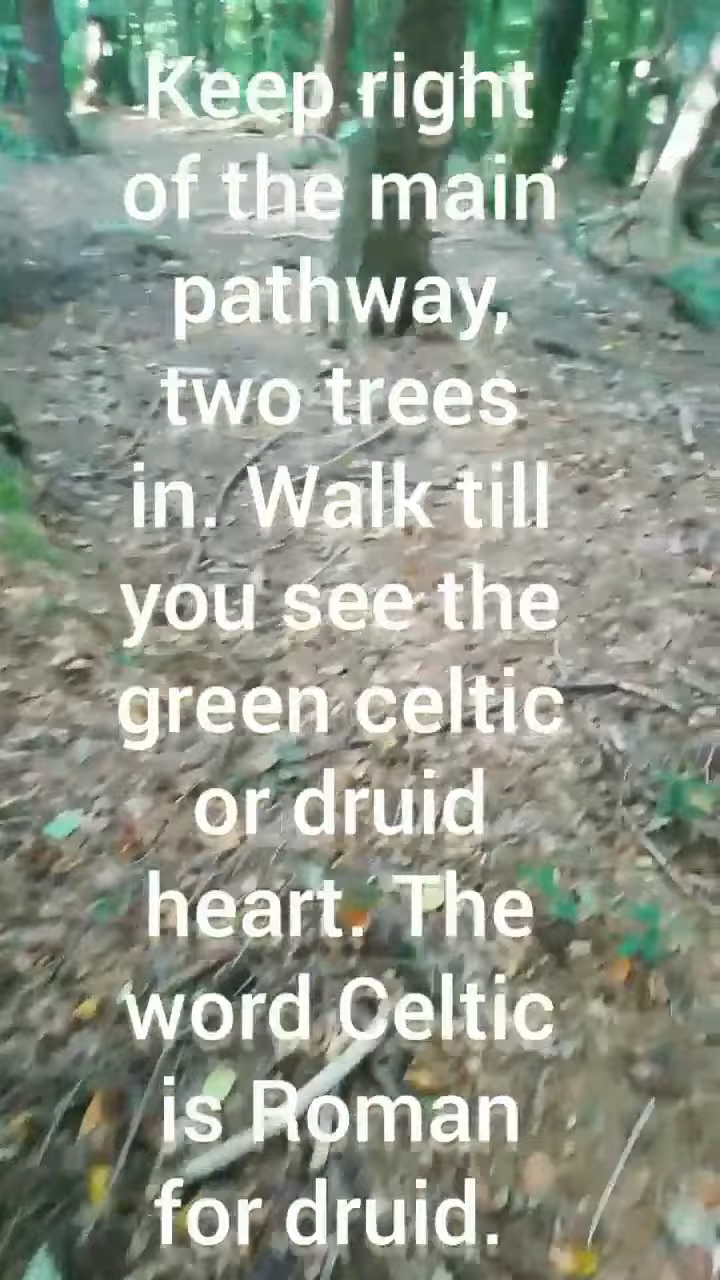 Keep right
of the main
pathway,
two trees
in. Walk till
you see the
green celtic
or druid
heart. The
word Celtic
is Roman
for druid.